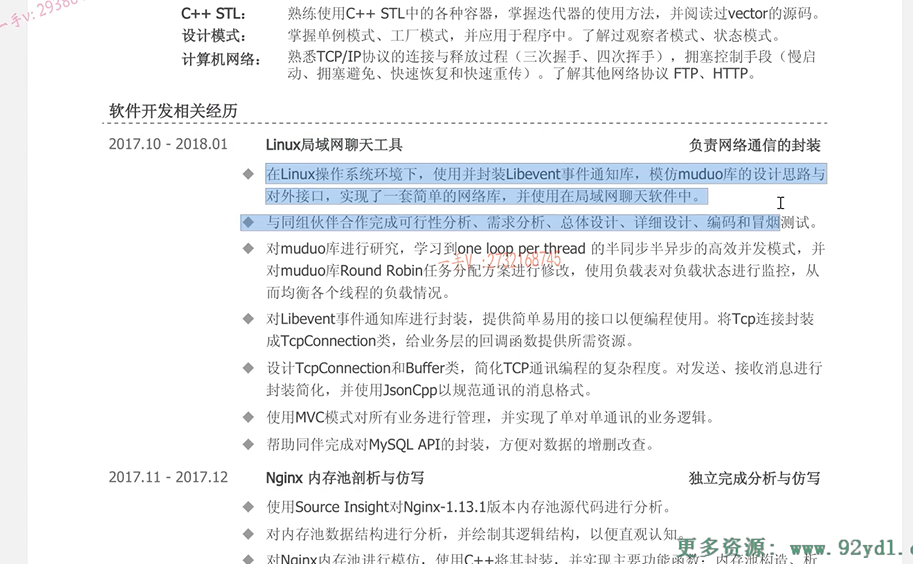 一手v:29380
C++ STL： 熟练使用C++ STL中的各种容器，掌握迭代器的使用方法，并阅读过vector的源码。
设计模式： 掌握单例模式、工厂模式，并应用于程序中。了解过观察者模式、状态模式。
计算机网络： 熟悉TCP/IP协议的连接与释放过程（三次握手、四次挥手），拥塞控制手段（慢启
动、拥塞避免、快速恢复和快速重传）。了解其他网络协议 FTP、HTTP。
软件开发相关经历
2017.10 - 2018.01 Linux局域网聊天工具 负责网络通信的封装
◆ 在Linux操作系统环境下，使用并封装Libevent事件通知库，模仿muduo库的设计思路与
对外接口，实现了一套简单的网络库，并使用在局域网聊天软件中。
◆ 与同组伙伴合作完成可行性分析、需求分析、总体设计、详细设计、编码和冒烟测试。
◆ 对muduo库进行研究，学习到one loop per thread 的半同步半异步的高效并发模式，并
一手V.:2732168745
对muduo库Round Robin任务分配方案进行修改，使用负载表对负载状态进行监控，从
而均衡各个线程的负载情况。
◆ 对Libevent事件通知库进行封装，提供简单易用的接口以便编程使用。将Tcp连接封装
成TcpConnection类，给业务层的回调函数提供所需资源。
◆ 设计TcpConnection和Buffer类，简化TCP通讯编程的复杂程度。对发送、接收消息进行
封装简化，并使用JsonCpp以规范通讯的消息格式。
◆ 使用MVC模式对所有业务进行管理，并实现了单对单通讯的业务逻辑。
◆ 帮助同伴完成对MySQL API的封装，方便对数据的增删改查。
2017.11 - 2017.12 Nginx 内存池剖析与仿写 独立完成分析与仿写
◆ 使用Source Insight对Nginx-1.13.1版本内存池源代码进行分析。
◆ 对内存池数据结构进行分析，并绘制其逻辑结构，以便直观认知。
更多资源：www.92yd1.c
◆ 对Nginx内存池进行模仿，使用C++将其封装，并实现主要功能函数：内存池构造、析